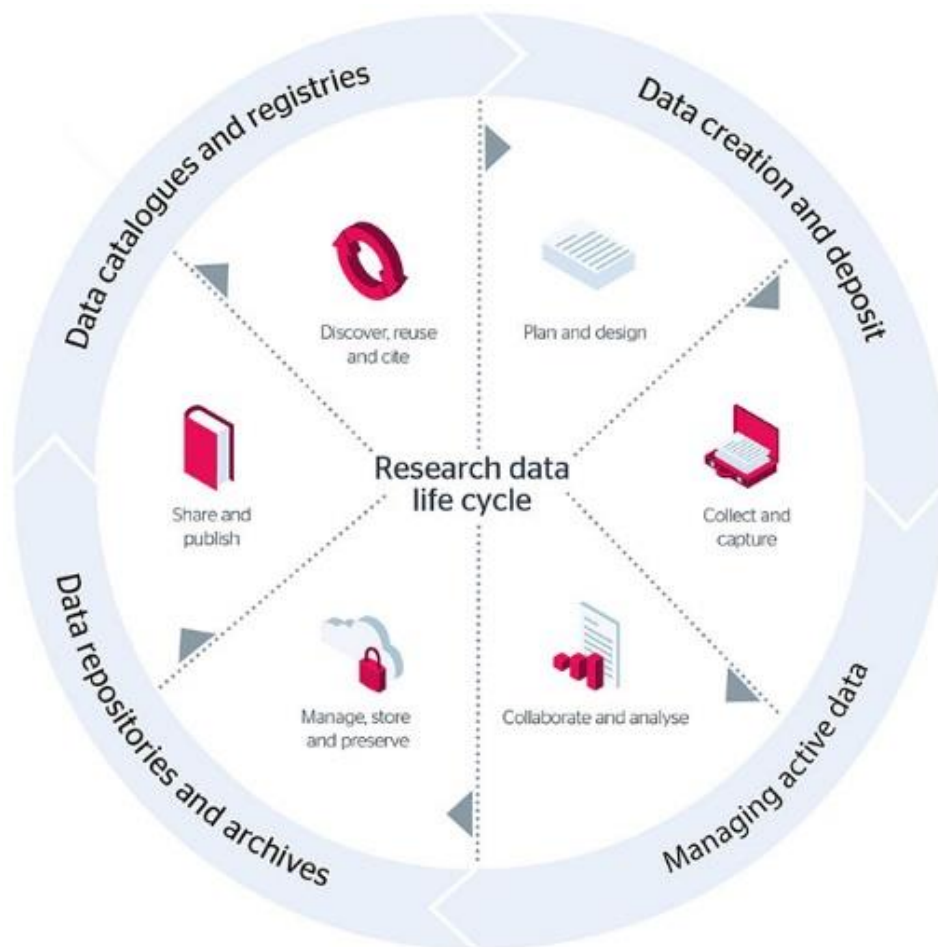 Data catalogues and registries
Data creation and deposit
Discover, reuse
and cite
Plan and design
Research data
life cycle
Share and
publish
Collect and
capture
Manage, store
and preserve
Collaborate and analyse
Data repositories and archives
Managing active data